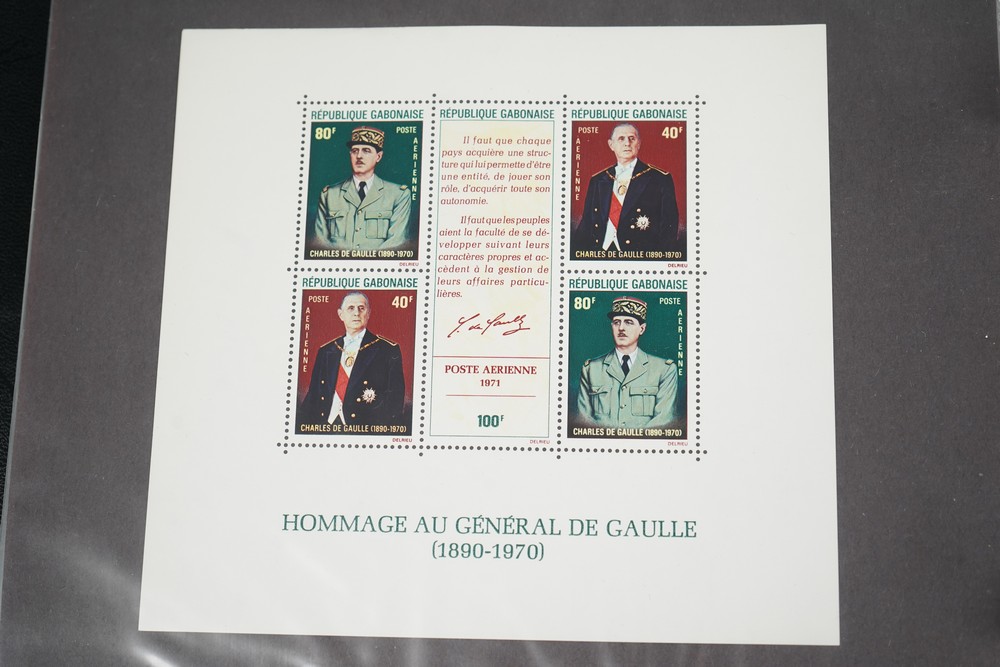 RÉPUBLIQUE GABONAISE
80F
POSTE
AERIENNE
CHARLES DE GAULLE (1890-1970)
DELRIEU
RÉPUBLIQUE GABONAISE
Il faut que chaque
pays acquière une struc-
ture qui lui permette d'être
une entité, de jouer son
rôle, d'acquérir toute son
autonomie.
Il faut que les peuples
aient la faculté de se dé-
velopper suivant leurs
caractères propres et ac-
cèdent à la gestion de
leurs affaires particu-
lières.
POSTE AERIENNE
1971
100F
DELRIEU
RÉPUBLIQUE GABONAISE
POSTE
AERIENNE
40F
CHARLES DE GAULLE (1890-1970)
DELRIEU
RÉPUBLIQUE GABONAISE
POSTE
AERIENNE
40F
CHARLES DE GAULLE (1890-1970)
DELRIEU
RÉPUBLIQUE GABONAISE
80F
POSTE
AERIENNE
CHARLES DE GAULLE (1890-1970)
DELRIEU
HOMMAGE AU GÉNÉRAL DE GAULLE
(1890-1970)